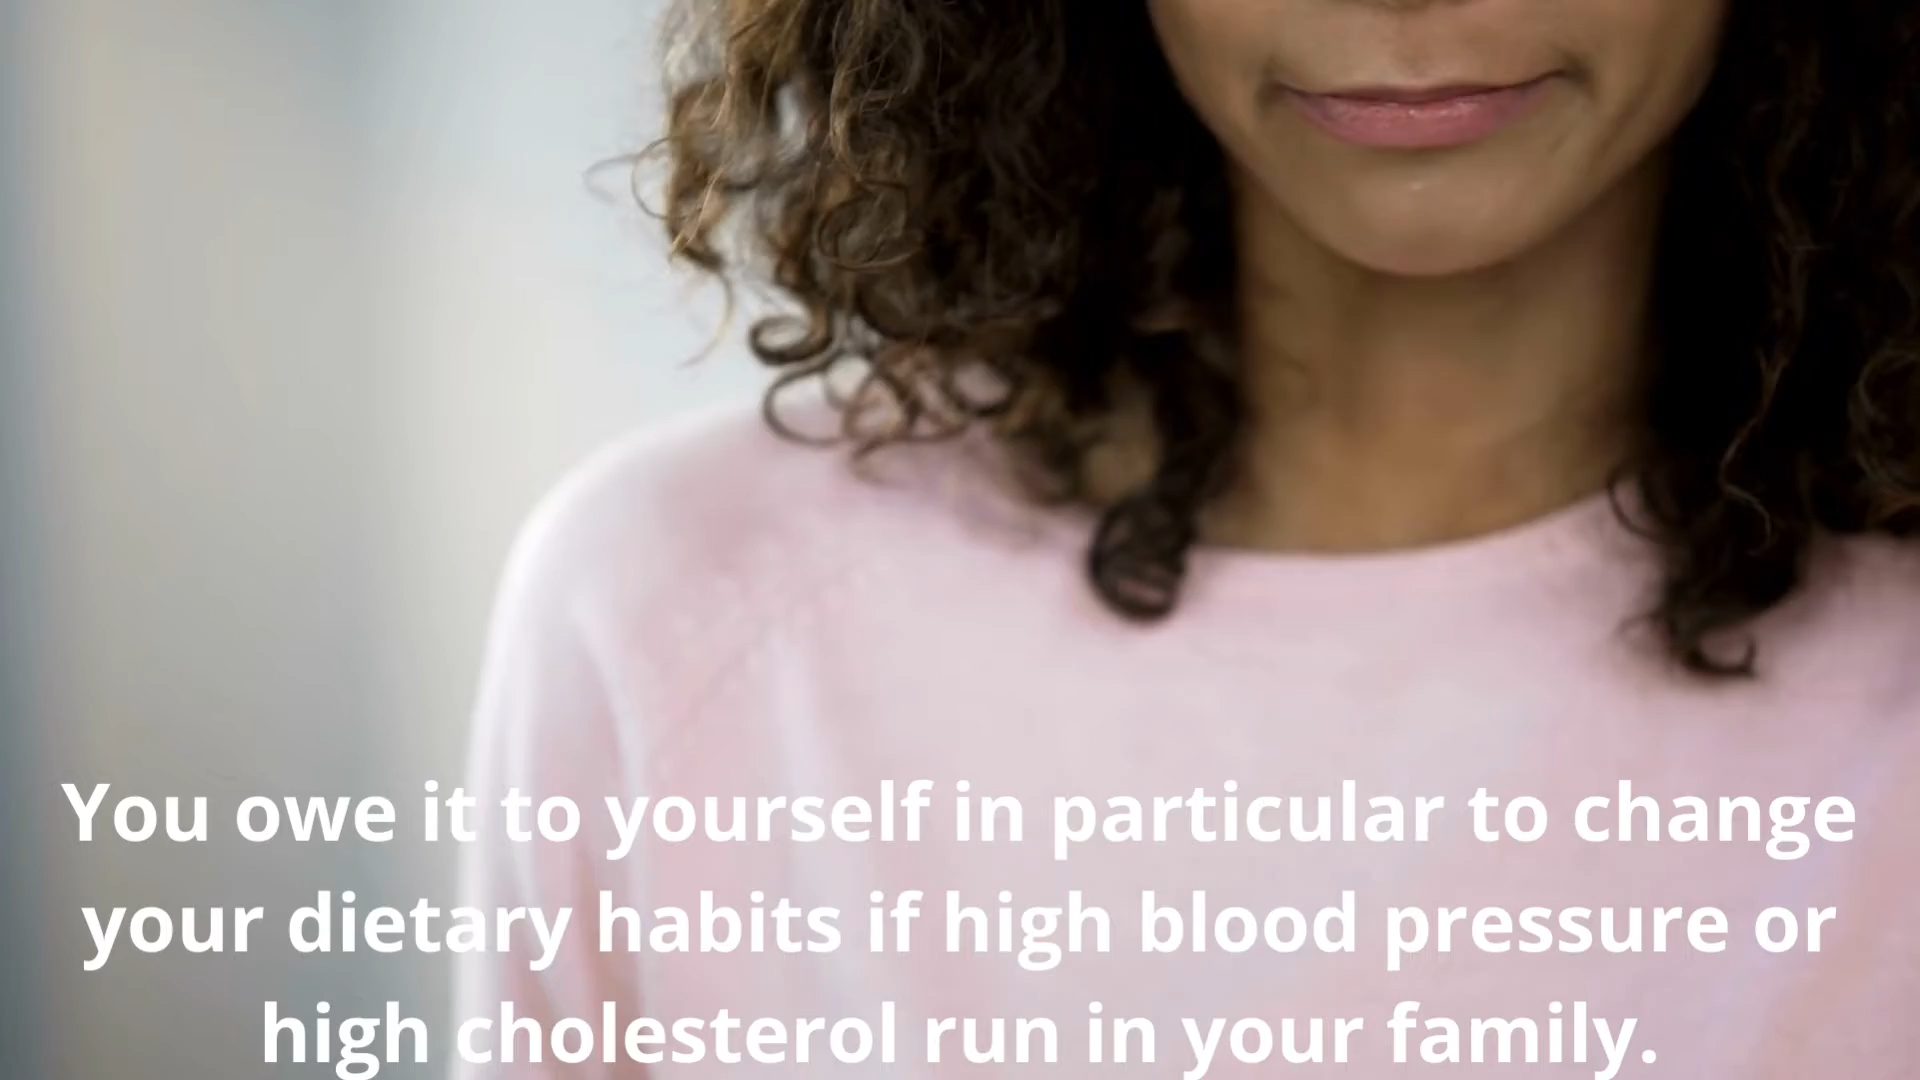 You owe it to yourself in particular to change
your dietary habits if high blood pressure or
high cholesterol run in your family.